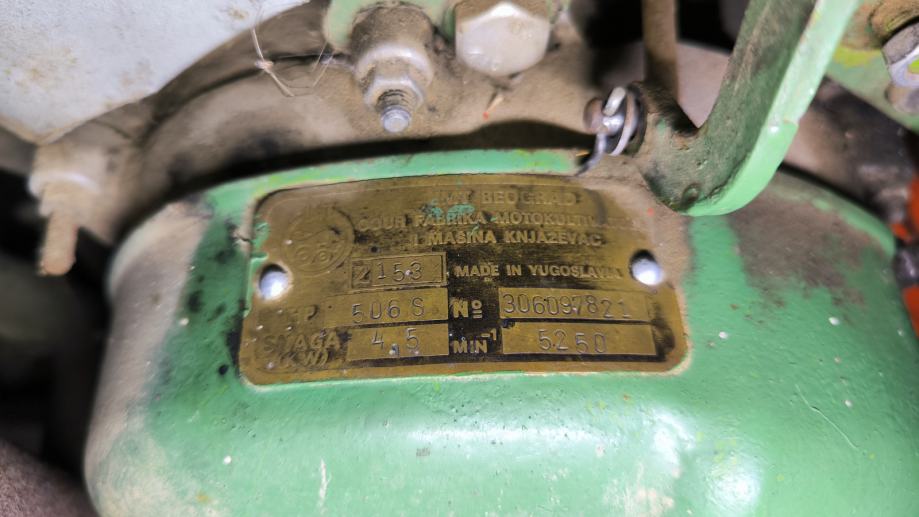 BEOGRAD
OOUR FABRIKA MOTOKULTIVATORA
I MAŠINA KNJAŽEVAC
2153 MADE IN YUGOSLAVIA
506.S Nº 306097821
SNAGA (KW) 4,5 MIN⁻¹ 5250